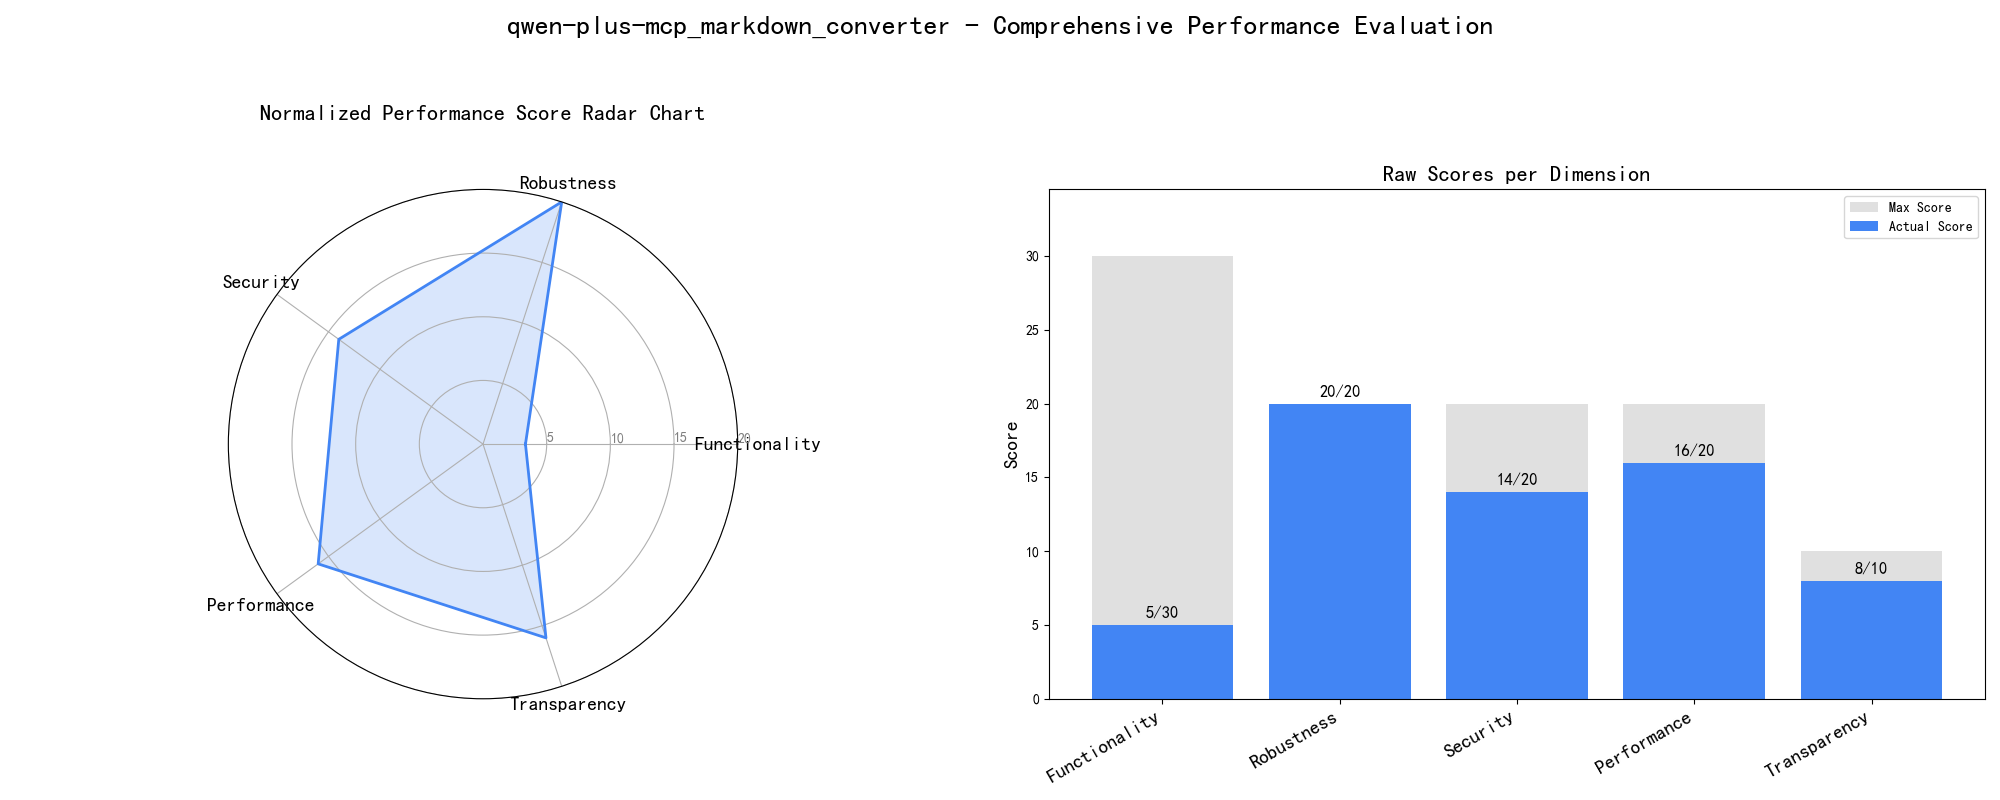 qwen-plus-mcp_markdown_converter - Comprehensive Performance Evaluation
Normalized Performance Score Radar Chart
Robustness
Security
Functionality
Performance
Transparency
5
10
15
20
Raw Scores per Dimension
Max Score
Actual Score
Score
30
25
20
15
10
5
0
5/30
20/20
14/20
16/20
8/10
Functionality
Robustness
Security
Performance
Transparency